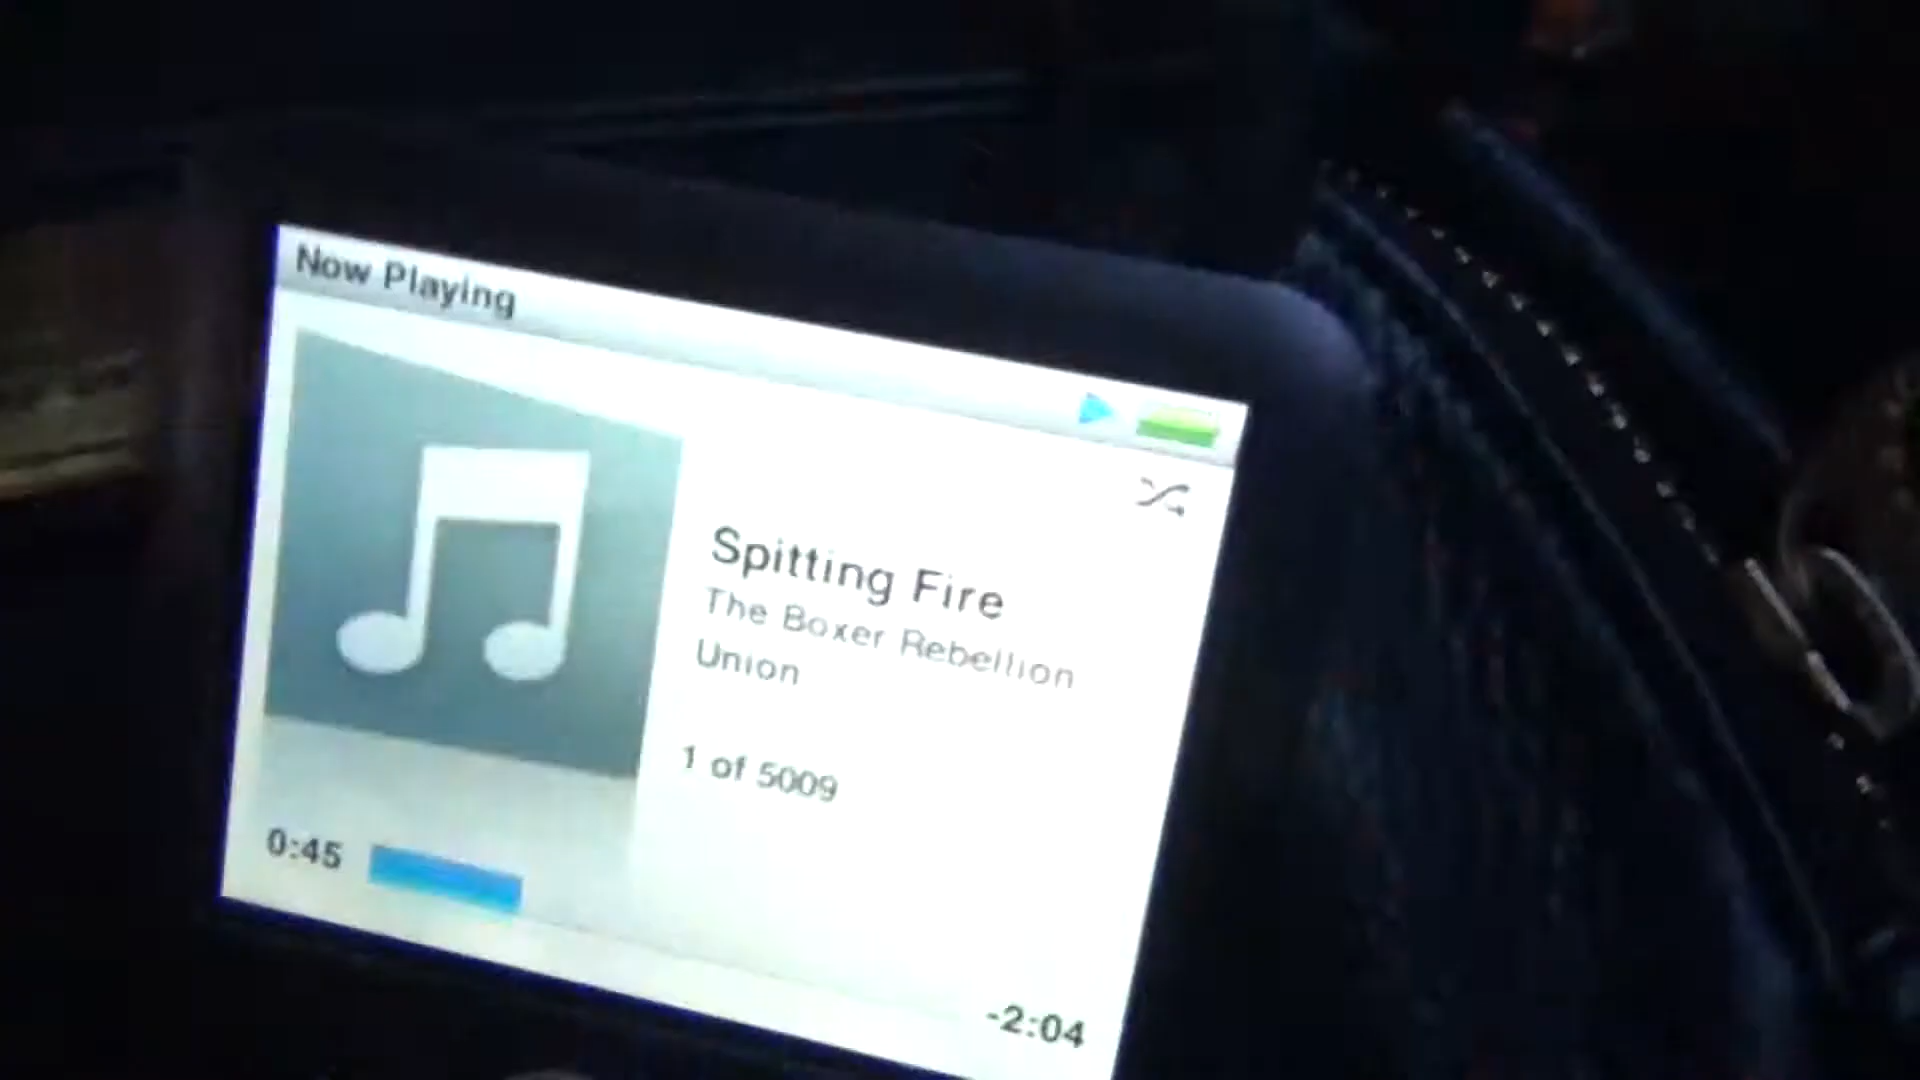 Now Playing
Spitting Fire
The Boxer Rebellion
Union
1 of 5009
0:45
-2:04